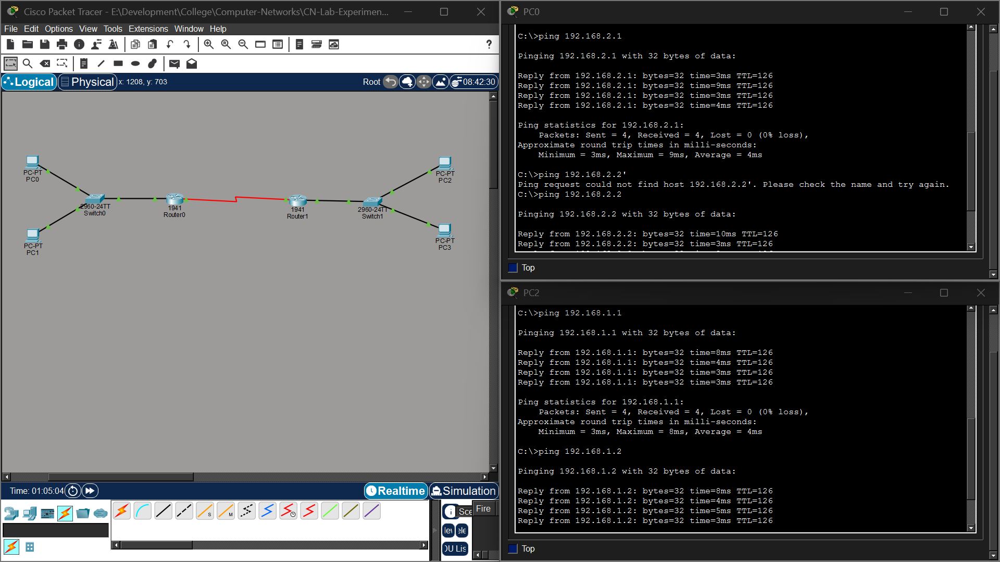 Cisco Packet Tracer - E:\Development\College\Computer-Networks\CN-Lab-Experimen...
File Edit Options View Tools Extensions Window Help
?
Logical Physical x: 1208, y: 703 Root 08:42:30
PC-PT
PC0
PC-PT
PC2
2960-24TT
Switch0
1941
Router0
1941
Router1
2960-24TT
Switch1
PC-PT
PC1
PC-PT
PC3
Time: 01:05:04 Realtime Simulation
S
M
Sce
Fire
PC0
C:\>ping 192.168.2.1
Pinging 192.168.2.1 with 32 bytes of data:
Reply from 192.168.2.1: bytes=32 time=3ms TTL=126
Reply from 192.168.2.1: bytes=32 time=9ms TTL=126
Reply from 192.168.2.1: bytes=32 time=3ms TTL=126
Reply from 192.168.2.1: bytes=32 time=4ms TTL=126
Ping statistics for 192.168.2.1:
Packets: Sent = 4, Received = 4, Lost = 0 (0% loss),
Approximate round trip times in milli-seconds:
Minimum = 3ms, Maximum = 9ms, Average = 4ms
C:\>ping 192.168.2.2'
Ping request could not find host 192.168.2.2'. Please check the name and try again.
C:\>ping 192.168.2.2
Pinging 192.168.2.2 with 32 bytes of data:
Reply from 192.168.2.2: bytes=32 time=10ms TTL=126
Reply from 192.168.2.2: bytes=32 time=3ms TTL=126
Top
PC2
C:\>ping 192.168.1.1
Pinging 192.168.1.1 with 32 bytes of data:
Reply from 192.168.1.1: bytes=32 time=8ms TTL=126
Reply from 192.168.1.1: bytes=32 time=4ms TTL=126
Reply from 192.168.1.1: bytes=32 time=3ms TTL=126
Reply from 192.168.1.1: bytes=32 time=3ms TTL=126
Ping statistics for 192.168.1.1:
Packets: Sent = 4, Received = 4, Lost = 0 (0% loss),
Approximate round trip times in milli-seconds:
Minimum = 3ms, Maximum = 8ms, Average = 4ms
C:\>ping 192.168.1.2
Pinging 192.168.1.2 with 32 bytes of data:
Reply from 192.168.1.2: bytes=32 time=8ms TTL=126
Reply from 192.168.1.2: bytes=32 time=4ms TTL=126
Reply from 192.168.1.2: bytes=32 time=5ms TTL=126
Reply from 192.168.1.2: bytes=32 time=3ms TTL=126
Top